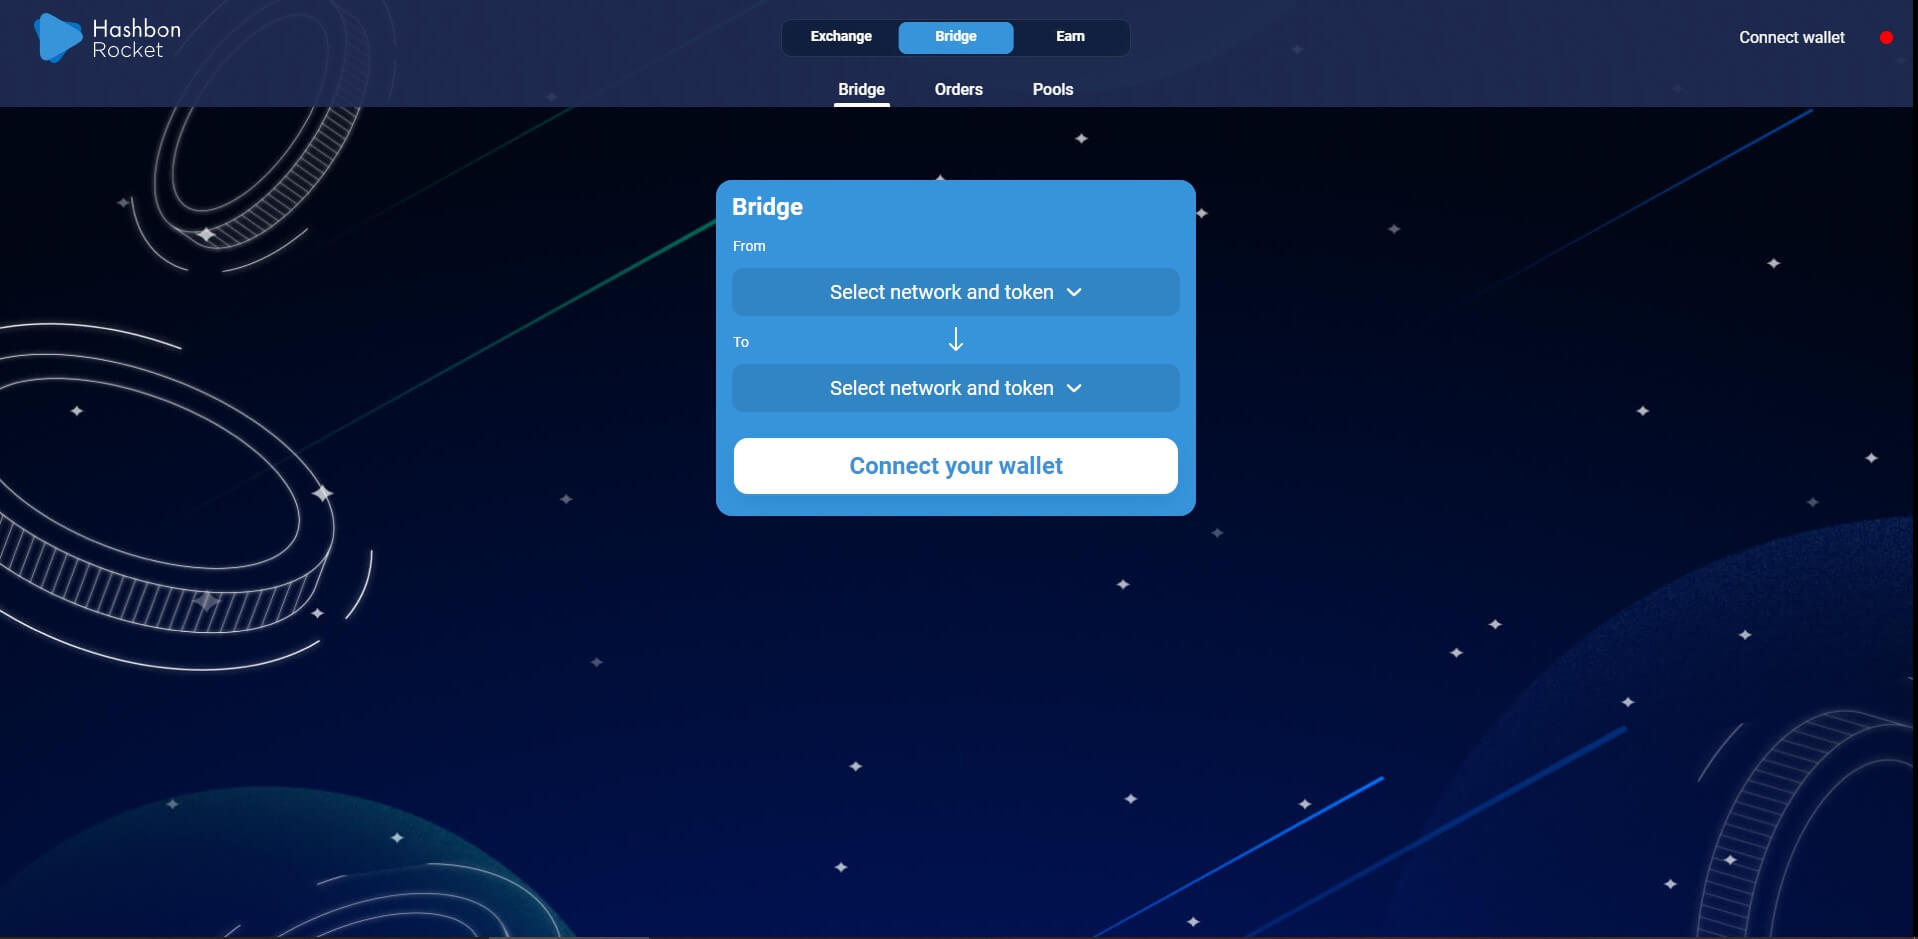 Hashbon
Rocket
Exchange
Bridge
Earn
Connect wallet
Bridge
Orders
Pools
Bridge
From
Select network and token
To
Select network and token
Connect your wallet